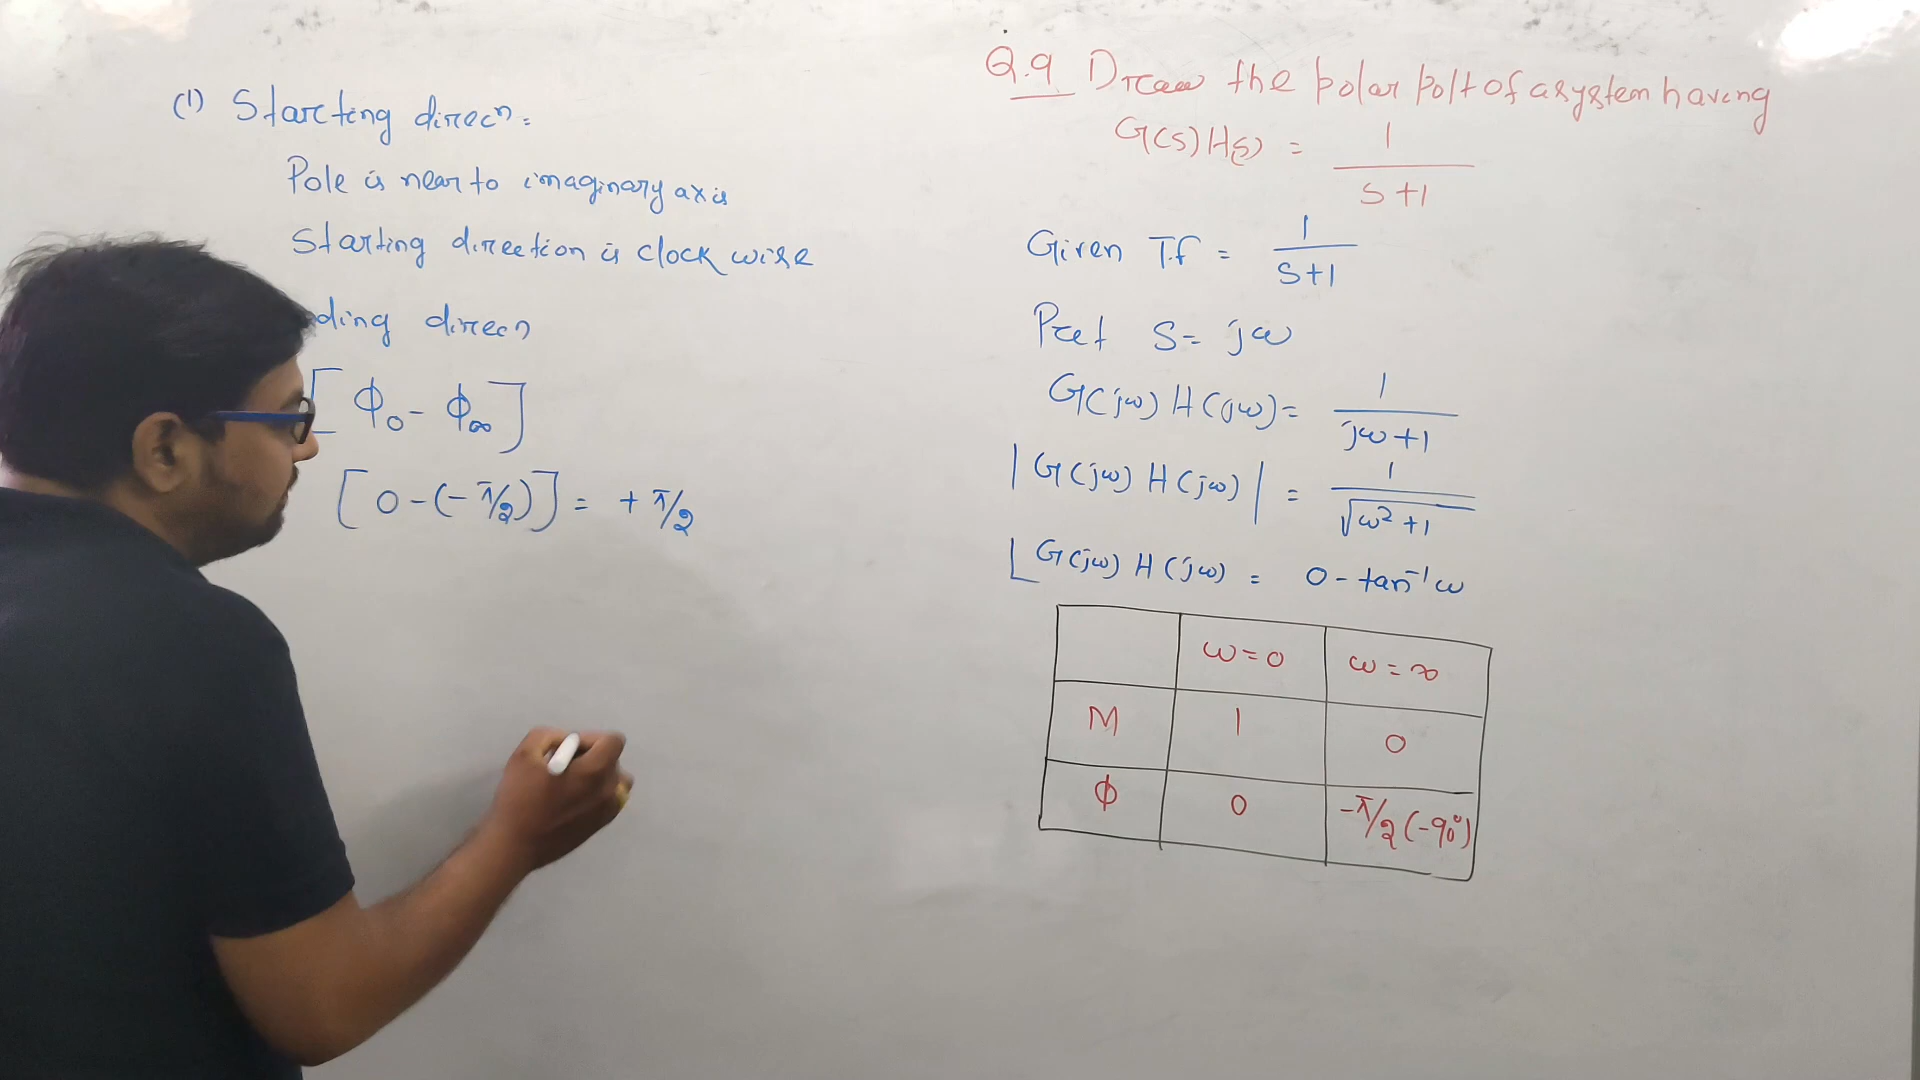 (1) Starting direcn:
Pole is near to imaginary axis
Starting direction is clock wise
ding direcn
[ϕ₀ - ϕ∞]
[0 - (-π/2)] = + π/2
Q.9 Draw the polar Polt of a system having
G(s) H(s) = 1/(S+1)
Given T.f = 1/(S+1)
Put S = jω
G(jω) H(jω) = 1/(jω+1)
|G(jω) H(jω)| = 1/√(ω²+1)
∠G(jω) H(jω) = 0 - tan⁻¹ω
ω=0 ω=∞
M 1 0
ϕ 0 -π/2 (-90°)